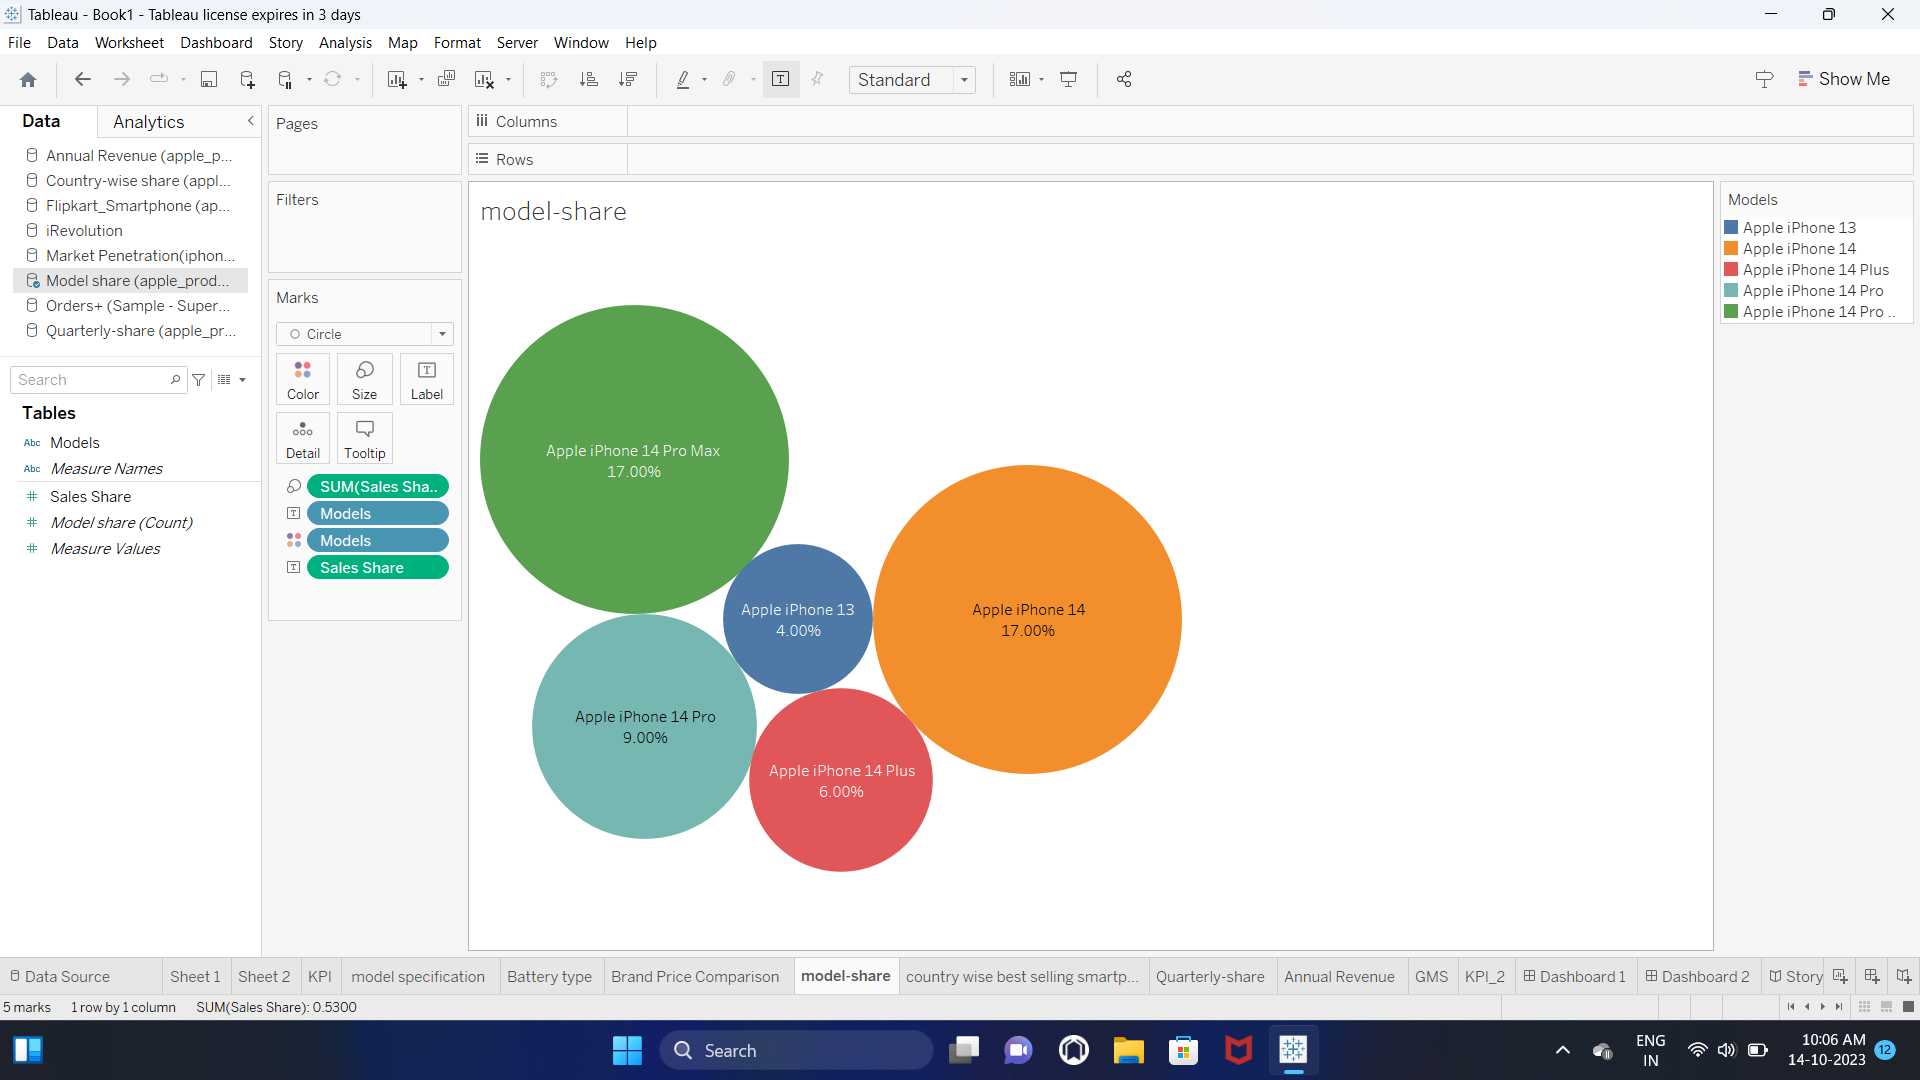 Tableau - Book1 - Tableau license expires in 3 days
File Data Worksheet Dashboard Story Analysis Map Format Server Window Help
T Standard Show Me
Data Analytics
Annual Revenue (apple_p...
Country-wise share (appl...
Flipkart_Smartphone (ap...
iRevolution
Market Penetration(iphon...
Model share (apple_prod...
Orders+ (Sample - Super...
Quarterly-share (apple_pr...
Search
Tables
Abc Models
Abc Measure Names
# Sales Share
# Model share (Count)
# Measure Values
Pages
Filters
Marks
Circle
Color Size Label
Detail Tooltip
SUM(Sales Sha..
Models
Models
Sales Share
Columns
Rows
model-share
Apple iPhone 14 Pro Max
17.00%
Apple iPhone 13
4.00%
Apple iPhone 14
17.00%
Apple iPhone 14 Pro
9.00%
Apple iPhone 14 Plus
6.00%
Models
Apple iPhone 13
Apple iPhone 14
Apple iPhone 14 Plus
Apple iPhone 14 Pro
Apple iPhone 14 Pro ..
Data Source Sheet 1 Sheet 2 KPI model specification Battery type Brand Price Comparison model-share country wise best selling smartp... Quarterly-share Annual Revenue GMS KPI_2 Dashboard 1 Dashboard 2 Story
5 marks 1 row by 1 column SUM(Sales Share): 0.5300
Search
ENG
IN
10:06 AM
14-10-2023
12